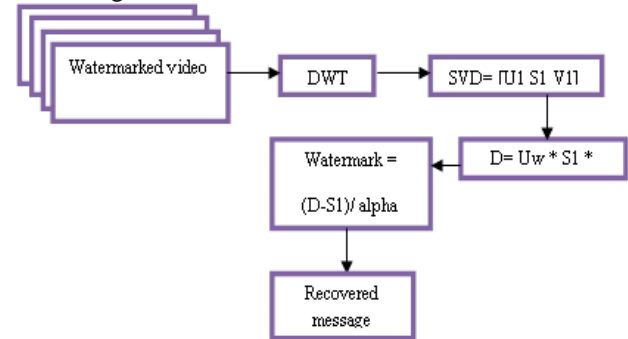 Watermarked video
DWT
SVD= [U1 S1 V1]
D= Uw * S1 *
Watermark =
(D-S1)/ alpha
Recovered
message